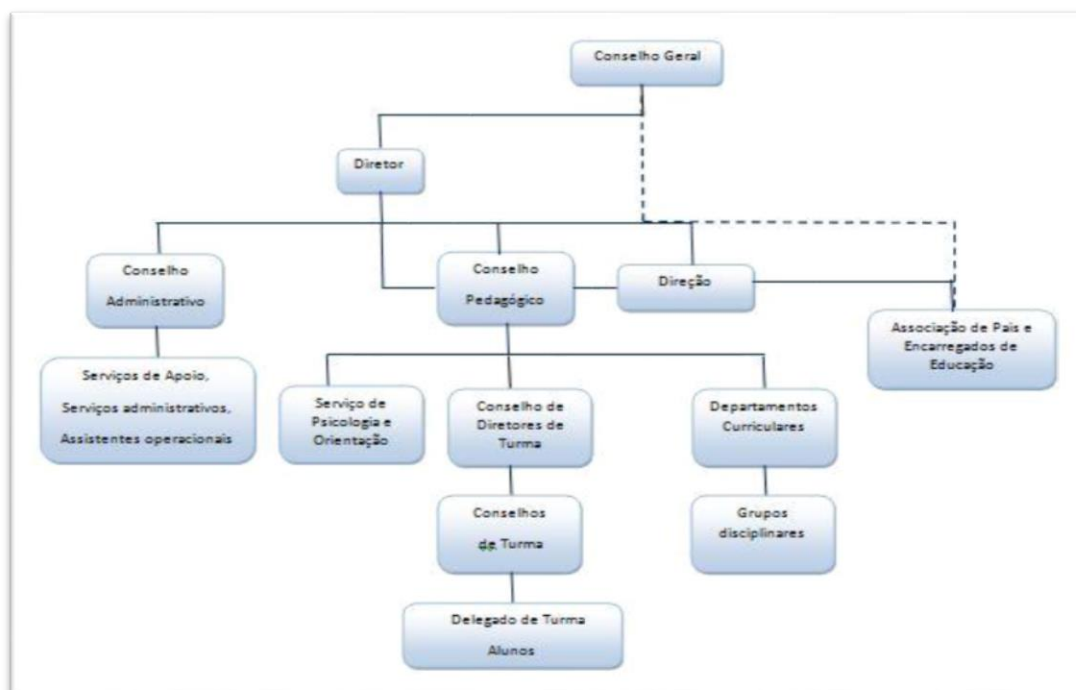 Conselho Geral
Diretor
Conselho
Administrativo
Conselho
Pedagógico
Direção
Associação de Pais e
Encarregados de
Educação
Serviços de Apoio,
Serviços administrativos,
Assistentes operacionais
Serviço de
Psicologia e
Orientação
Conselho de
Diretores de
Turma
Departamentos
Curriculares
Conselhos
de Turma
Grupos
disciplinares
Delegado de Turma
Alunos